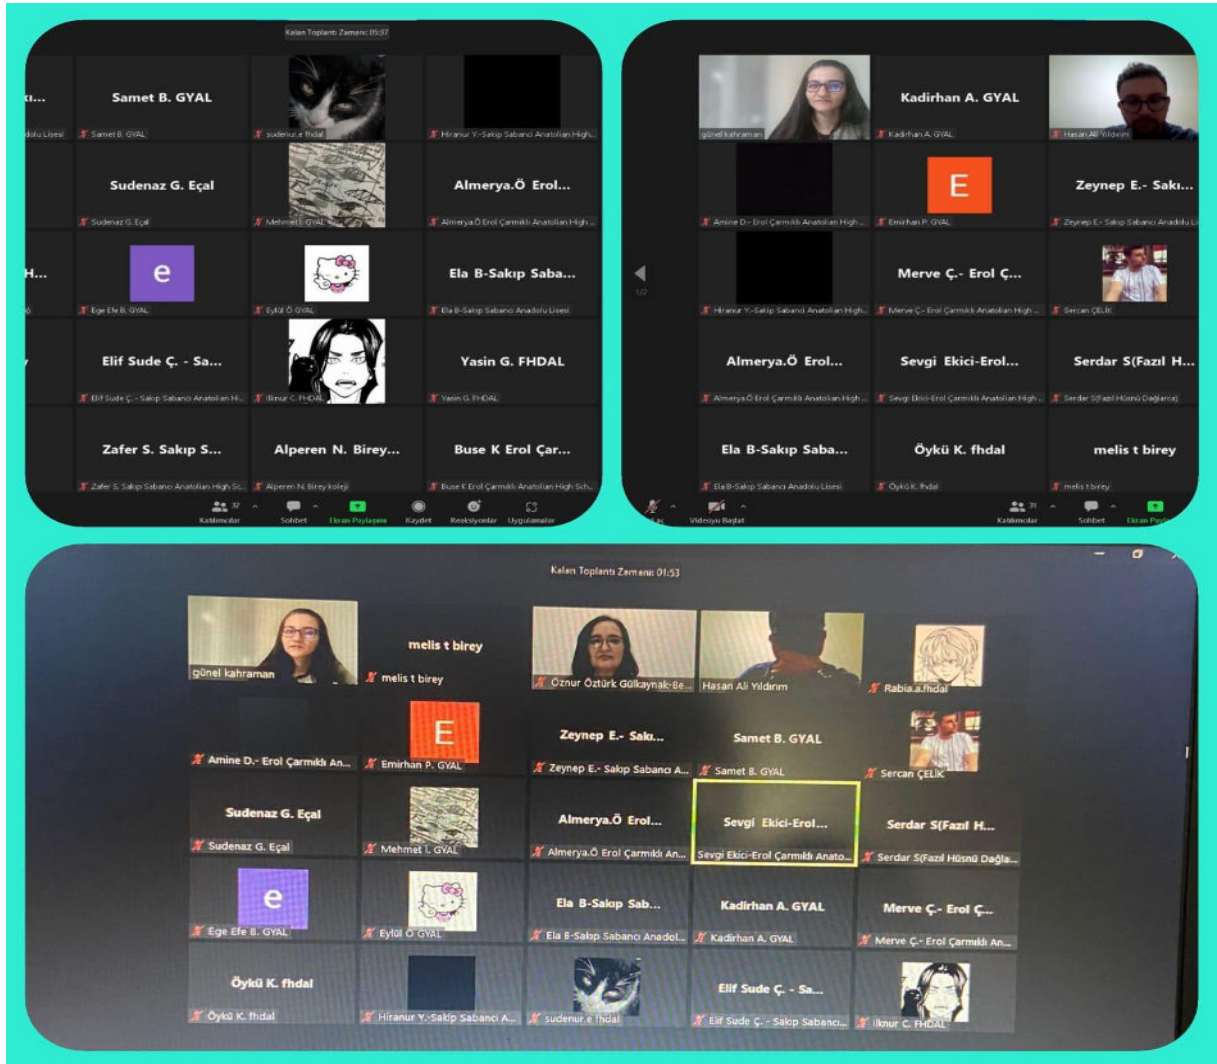 Kalan Toplantı Zamanı: 05:37
Samet B. GYAL
Samet B. GYAL
sudenur.e fhdal
Hiranur Y.-Sakıp Sabancı Anatolian High...
Sudenaz G. Eçal
Almerya.Ö Erol...
Sudenaz G. Eçal
Mehmet İ. GYAL
Almerya.Ö Erol Çarmıklı Anatolian High ...
H...
e
Ela B-Sakıp Saba...
Ege Efe B. GYAL
Eylül Ö GYAL
Ela B-Sakıp Sabancı Anadolu Lisesi
Elif Sude Ç. - Sa...
Yasin G. FHDAL
Elif Sude Ç. - Sakıp Sabancı Anatolian Hi...
Ilknur C. FHDAL
Yasin G. FHDAL
Zafer S. Sakıp S...
Alperen N. Birey...
Buse K Erol Çar...
Zafer S. Sakıp Sabancı Anatolian High Sc...
Alperen N. Birey koleji
Buse K Erol Çarmıklı Anatolian High Sch...
32
Katılımcılar
Sohbet
Ekran Paylaşımı
Kaydet
Reaksiyonlar
Uygulamalar
Kadirhan A. GYAL
günel kahraman
Kadirhan A. GYAL
Hasan Ali Yıldırım
E
Zeynep E.- Sakı...
Amine D.- Erol Çarmıklı Anatolian High ...
Emirhan P. GYAL
Zeynep E.- Sakıp Sabancı Anadolu Li
Merve Ç.- Erol Ç...
1/2
Hiranur Y.-Sakıp Sabancı Anatolian High...
Merve Ç.- Erol Çarmıklı Anatolian High ...
Sercan ÇELİK
Almerya.Ö Erol...
Sevgi Ekici-Erol...
Serdar S(Fazıl H...
Almerya.Ö Erol Çarmıklı Anatolian High ...
Sevgi Ekici-Erol Çarmıklı Anatolian High ...
Serdar S(Fazıl Hüsnü Dağlarca)
Ela B-Sakıp Saba...
Öykü K. fhdal
melis t birey
Ela B-Sakıp Sabancı Anadolu Lisesi
Öykü K. fhdal
melis t birey
Videoyu Başlat
31
Katılımcılar
Sohbet
Ekran
Kalan Toplantı Zamanı: 01:53
melis t birey
günel kahraman
melis t birey
Öznur Öztürk Gülkaynak-Be...
Hasan Ali Yıldırım
Rabia.a.fhdal
E
Zeynep E.- Sakı...
Samet B. GYAL
Amine D.- Erol Çarmıklı An...
Emirhan P. GYAL
Zeynep E.- Sakıp Sabancı A...
Samet B. GYAL
Sercan ÇELİK
Sudenaz G. Eçal
Almerya.Ö Erol...
Sevgi Ekici-Erol...
Serdar S(Fazıl H...
Sudenaz G. Eçal
Mehmet İ. GYAL
Almerya.Ö Erol Çarmıklı An...
Sevgi Ekici-Erol Çarmıklı Anato...
Serdar S(Fazıl Hüsnü Dağla...
e
Ela B-Sakıp Sab...
Kadirhan A. GYAL
Merve Ç.- Erol Ç...
Ege Efe B. GYAL
Eylül Ö GYAL
Ela B-Sakıp Sabancı Anadol...
Kadirhan A. GYAL
Merve Ç.- Erol Çarmıklı An...
Öykü K. fhdal
Elif Sude Ç. - Sa...
Öykü K. fhdal
Hiranur Y.-Sakıp Sabancı A...
sudenur.e fhdal
Elif Sude Ç. - Sakıp Sabancı...
Ilknur C. FHDAL